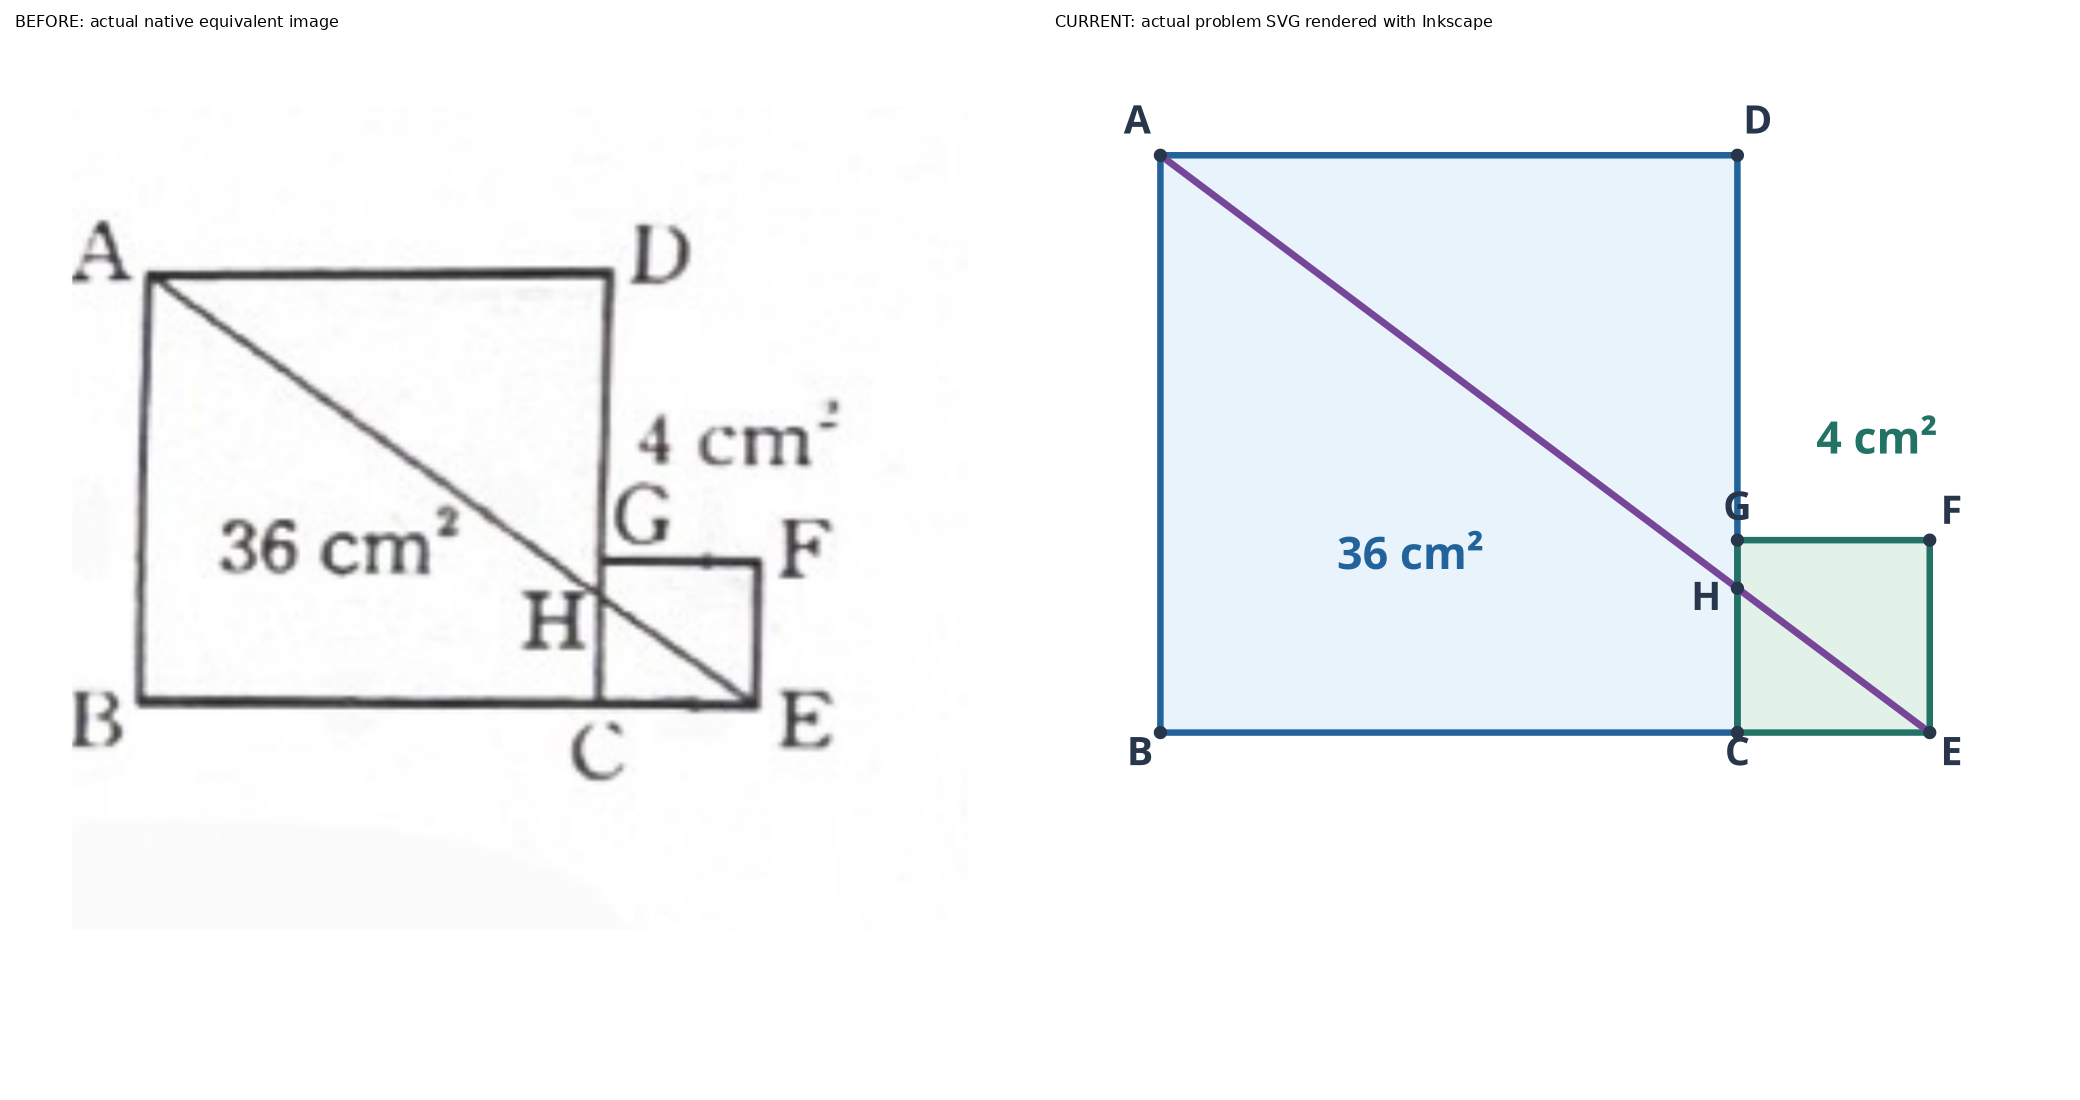 BEFORE: actual native equivalent image
A
D
4 cm²
G
F
36 cm²
H
B
E
C
CURRENT: actual problem SVG rendered with Inkscape
A
D
4 cm²
G
F
36 cm²
H
B
C
E